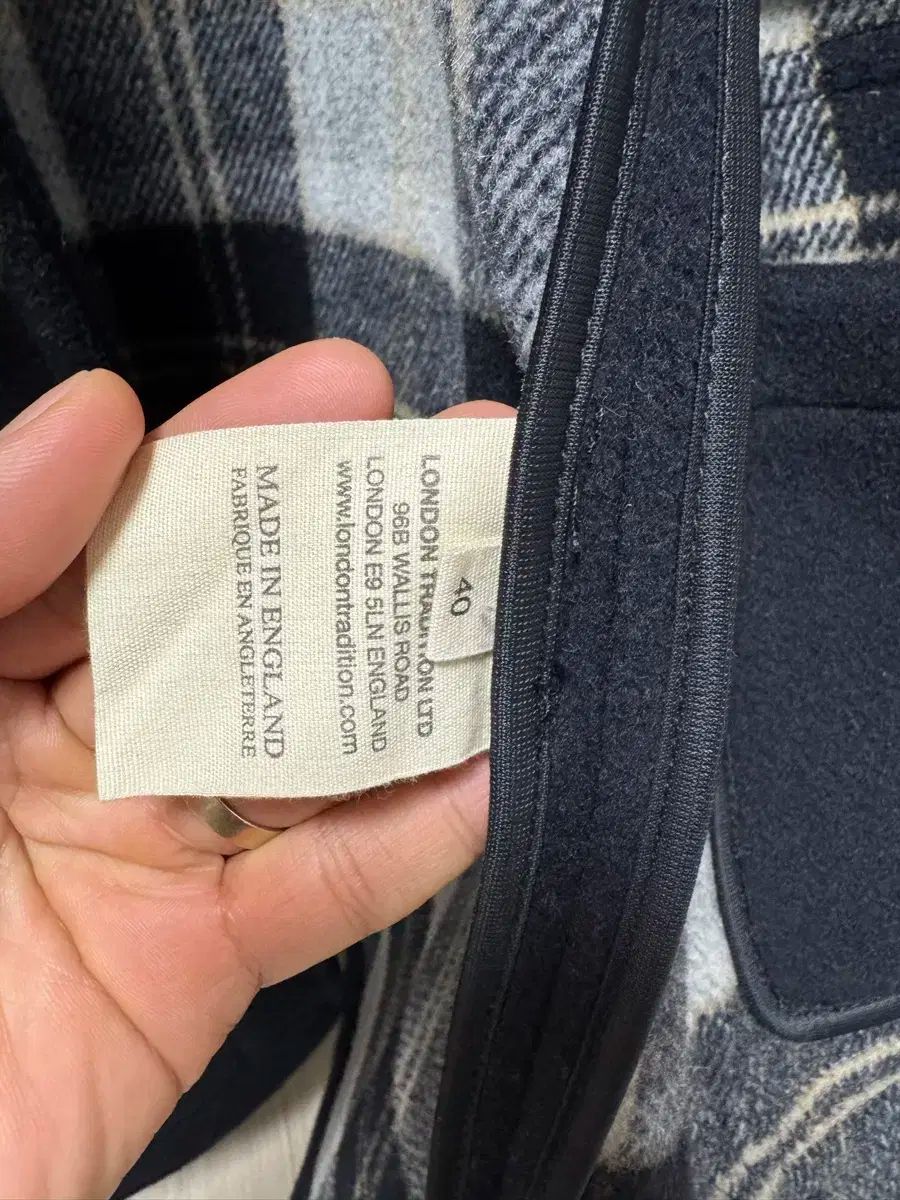 40
LONDON TRADITION LTD
96B WALLIS ROAD
LONDON E9 5LN ENGLAND
www.londontradition.com
MADE IN ENGLAND
FABRIQUE EN ANGLETERRE